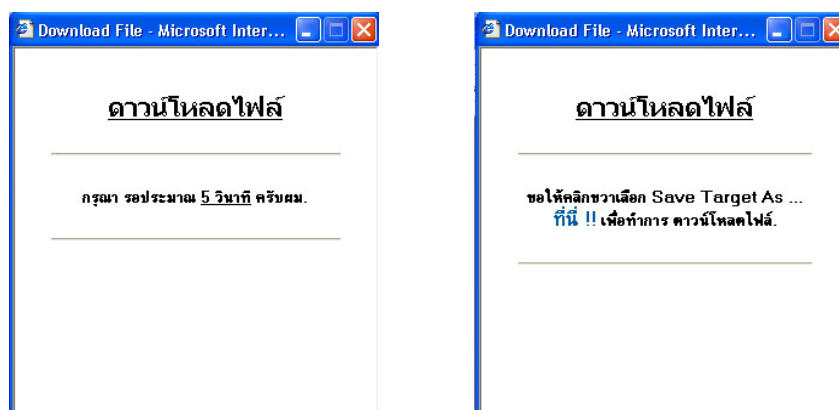 Download File - Microsoft Inter...
ดาวน์โหลดไฟล์
กรุณา รอประมาณ 5 วินาที ครับผม.
Download File - Microsoft Inter...
ดาวน์โหลดไฟล์
ขอให้คลิกขวาเลือก Save Target As ...
ที่นี่ !! เพื่อทำการ ดาวน์โหลดไฟล์.